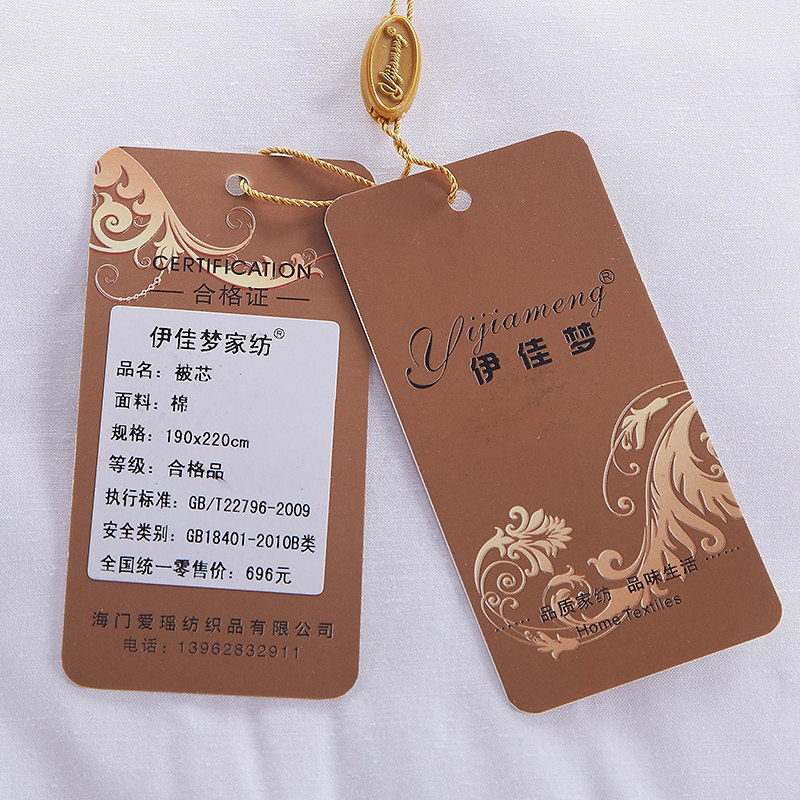 CERTIFICATION
合格证
伊佳梦家纺®
品名：被芯
面料：棉
规格：190x220cm
等级：合格品
执行标准：GB/T22796-2009
安全类别：GB18401-2010B类
全国统一零售价：696元
海门爱瑶纺织品有限公司
电话：13962832911
Yijiameng®
伊佳梦
······ 品质家纺 品味生活 ······
Home Textiles
Yijiameng